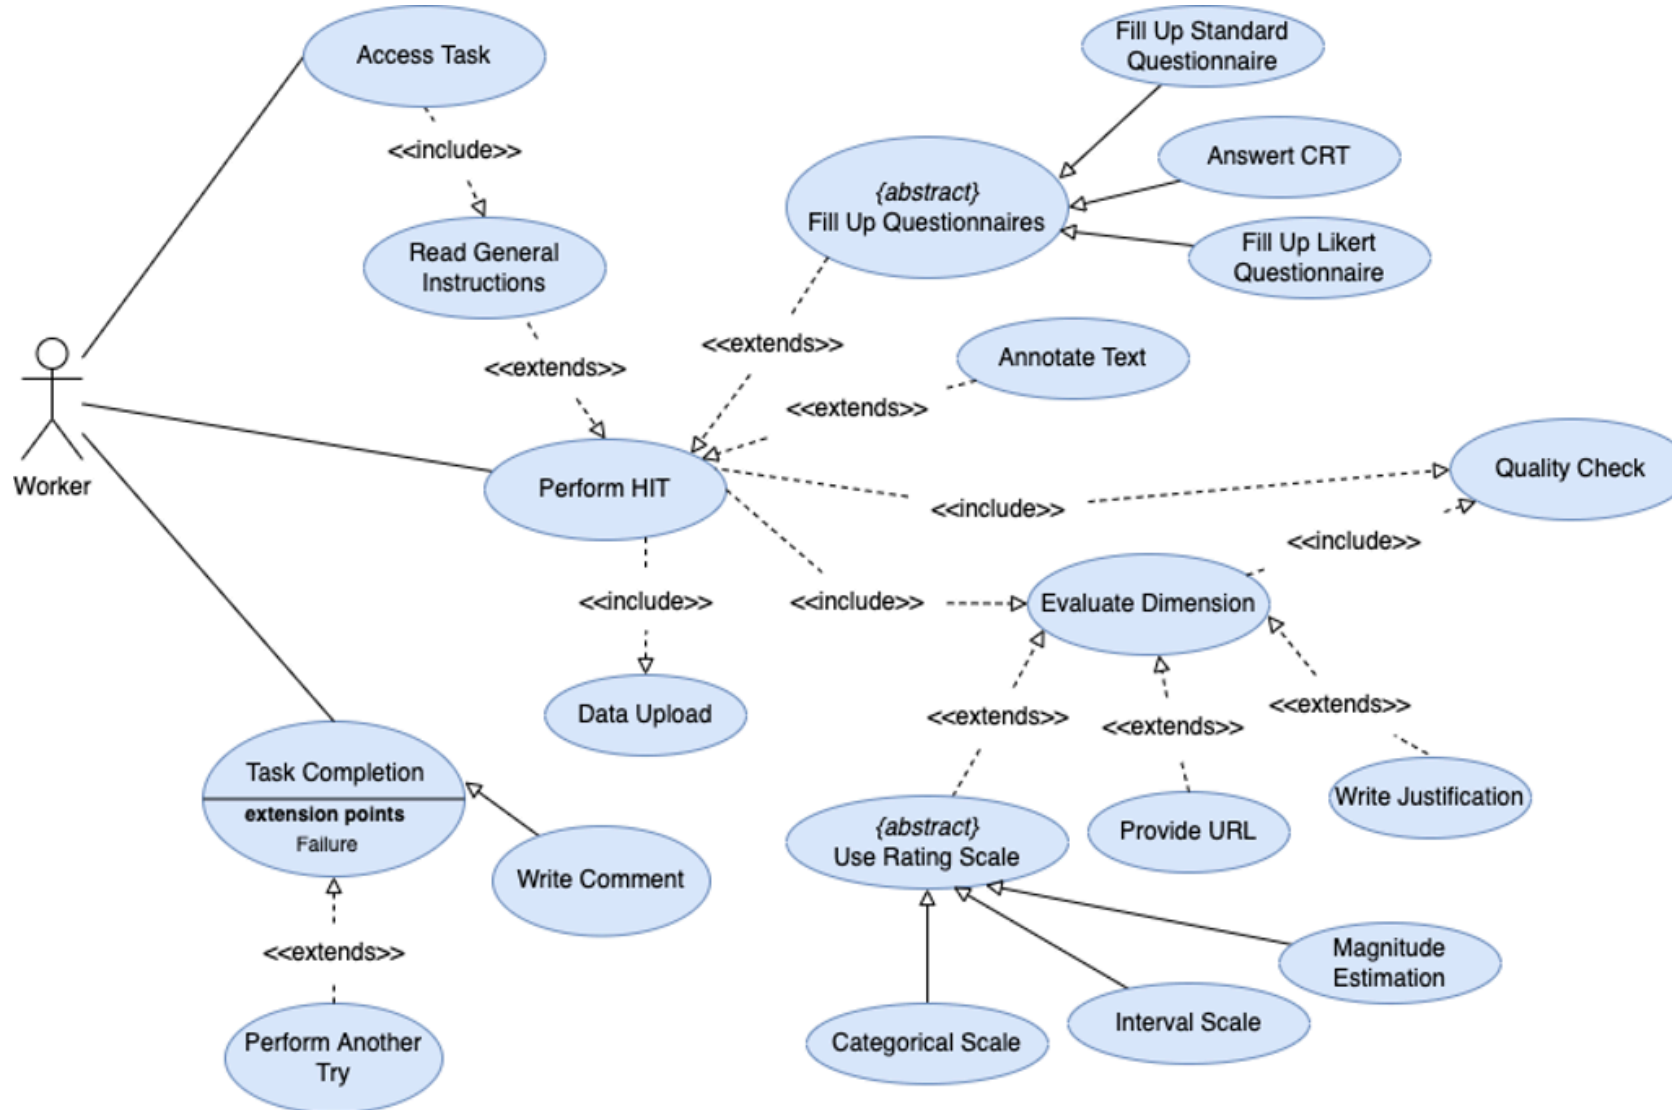 Access Task
<<include>>
Read General
Instructions
<<extends>>
Fill Up Standard
Questionnaire
{abstract}
Fill Up Questionnaires
Answert CRT
Fill Up Likert
Questionnaire
<<extends>>
Annotate Text
<<extends>>
Worker
Perform HIT
<<include>>
Quality Check
<<include>>
<<include>>
<<include>>
Evaluate Dimension
Data Upload
<<extends>>
<<extends>>
<<extends>>
Task Completion
extension points
Failure
Write Comment
{abstract}
Use Rating Scale
Provide URL
Write Justification
<<extends>>
Perform Another
Try
Categorical Scale
Interval Scale
Magnitude
Estimation